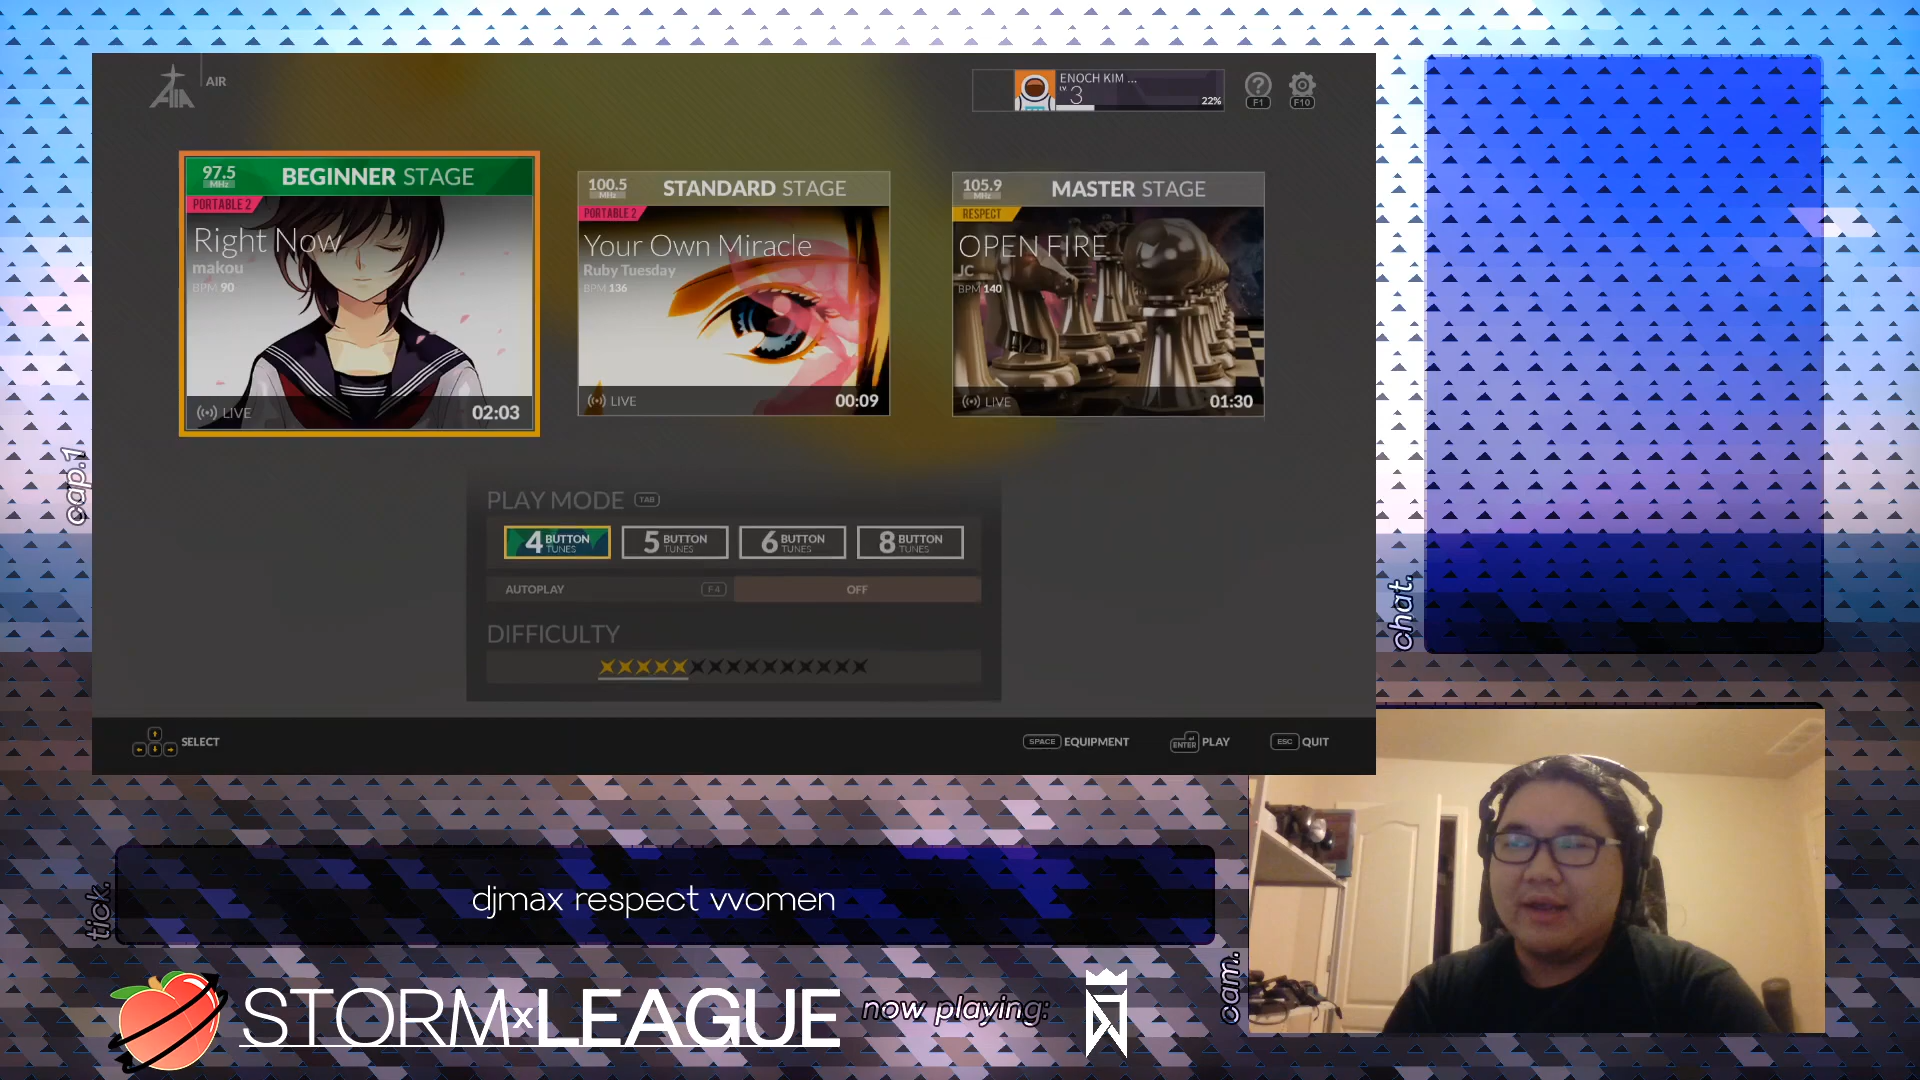 AIR
AIR
ENOCH KIM ...
LV. 3
22%
?
F1
F10
97.5 MHz
BEGINNER STAGE
PORTABLE 2
Right Now
makou
BPM 90
LIVE
02:03
100.5 MHz
STANDARD STAGE
PORTABLE 2
Your Own Miracle
Ruby Tuesday
BPM 136
LIVE
00:09
105.9 MHz
MASTER STAGE
RESPECT
OPEN FIRE
JC
BPM 140
LIVE
01:30
PLAY MODE TAB
4 BUTTON TUNES
5 BUTTON TUNES
6 BUTTON TUNES
8 BUTTON TUNES
AUTOPLAY F4 OFF
DIFFICULTY
SELECT
SPACE EQUIPMENT
ENTER PLAY
ESC QUIT
cap.1
chat.
tick.
djmax respect vvomen
cam.
STORMxLEAGUE
now playing: